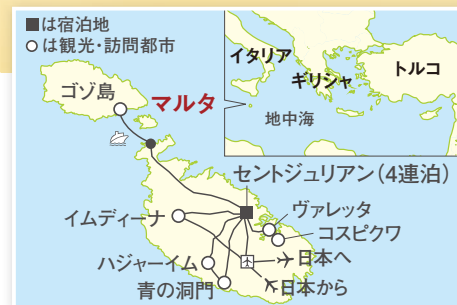 ■は宿泊地
○は観光・訪問都市
イタリア
ギリシャ
トルコ
地中海
ゴゾ島
マルタ
セントジュリアン(4連泊)
イムディーナ
ヴァレッタ
コスピクワ
ハジャーイム
日本へ
青の洞門
日本から